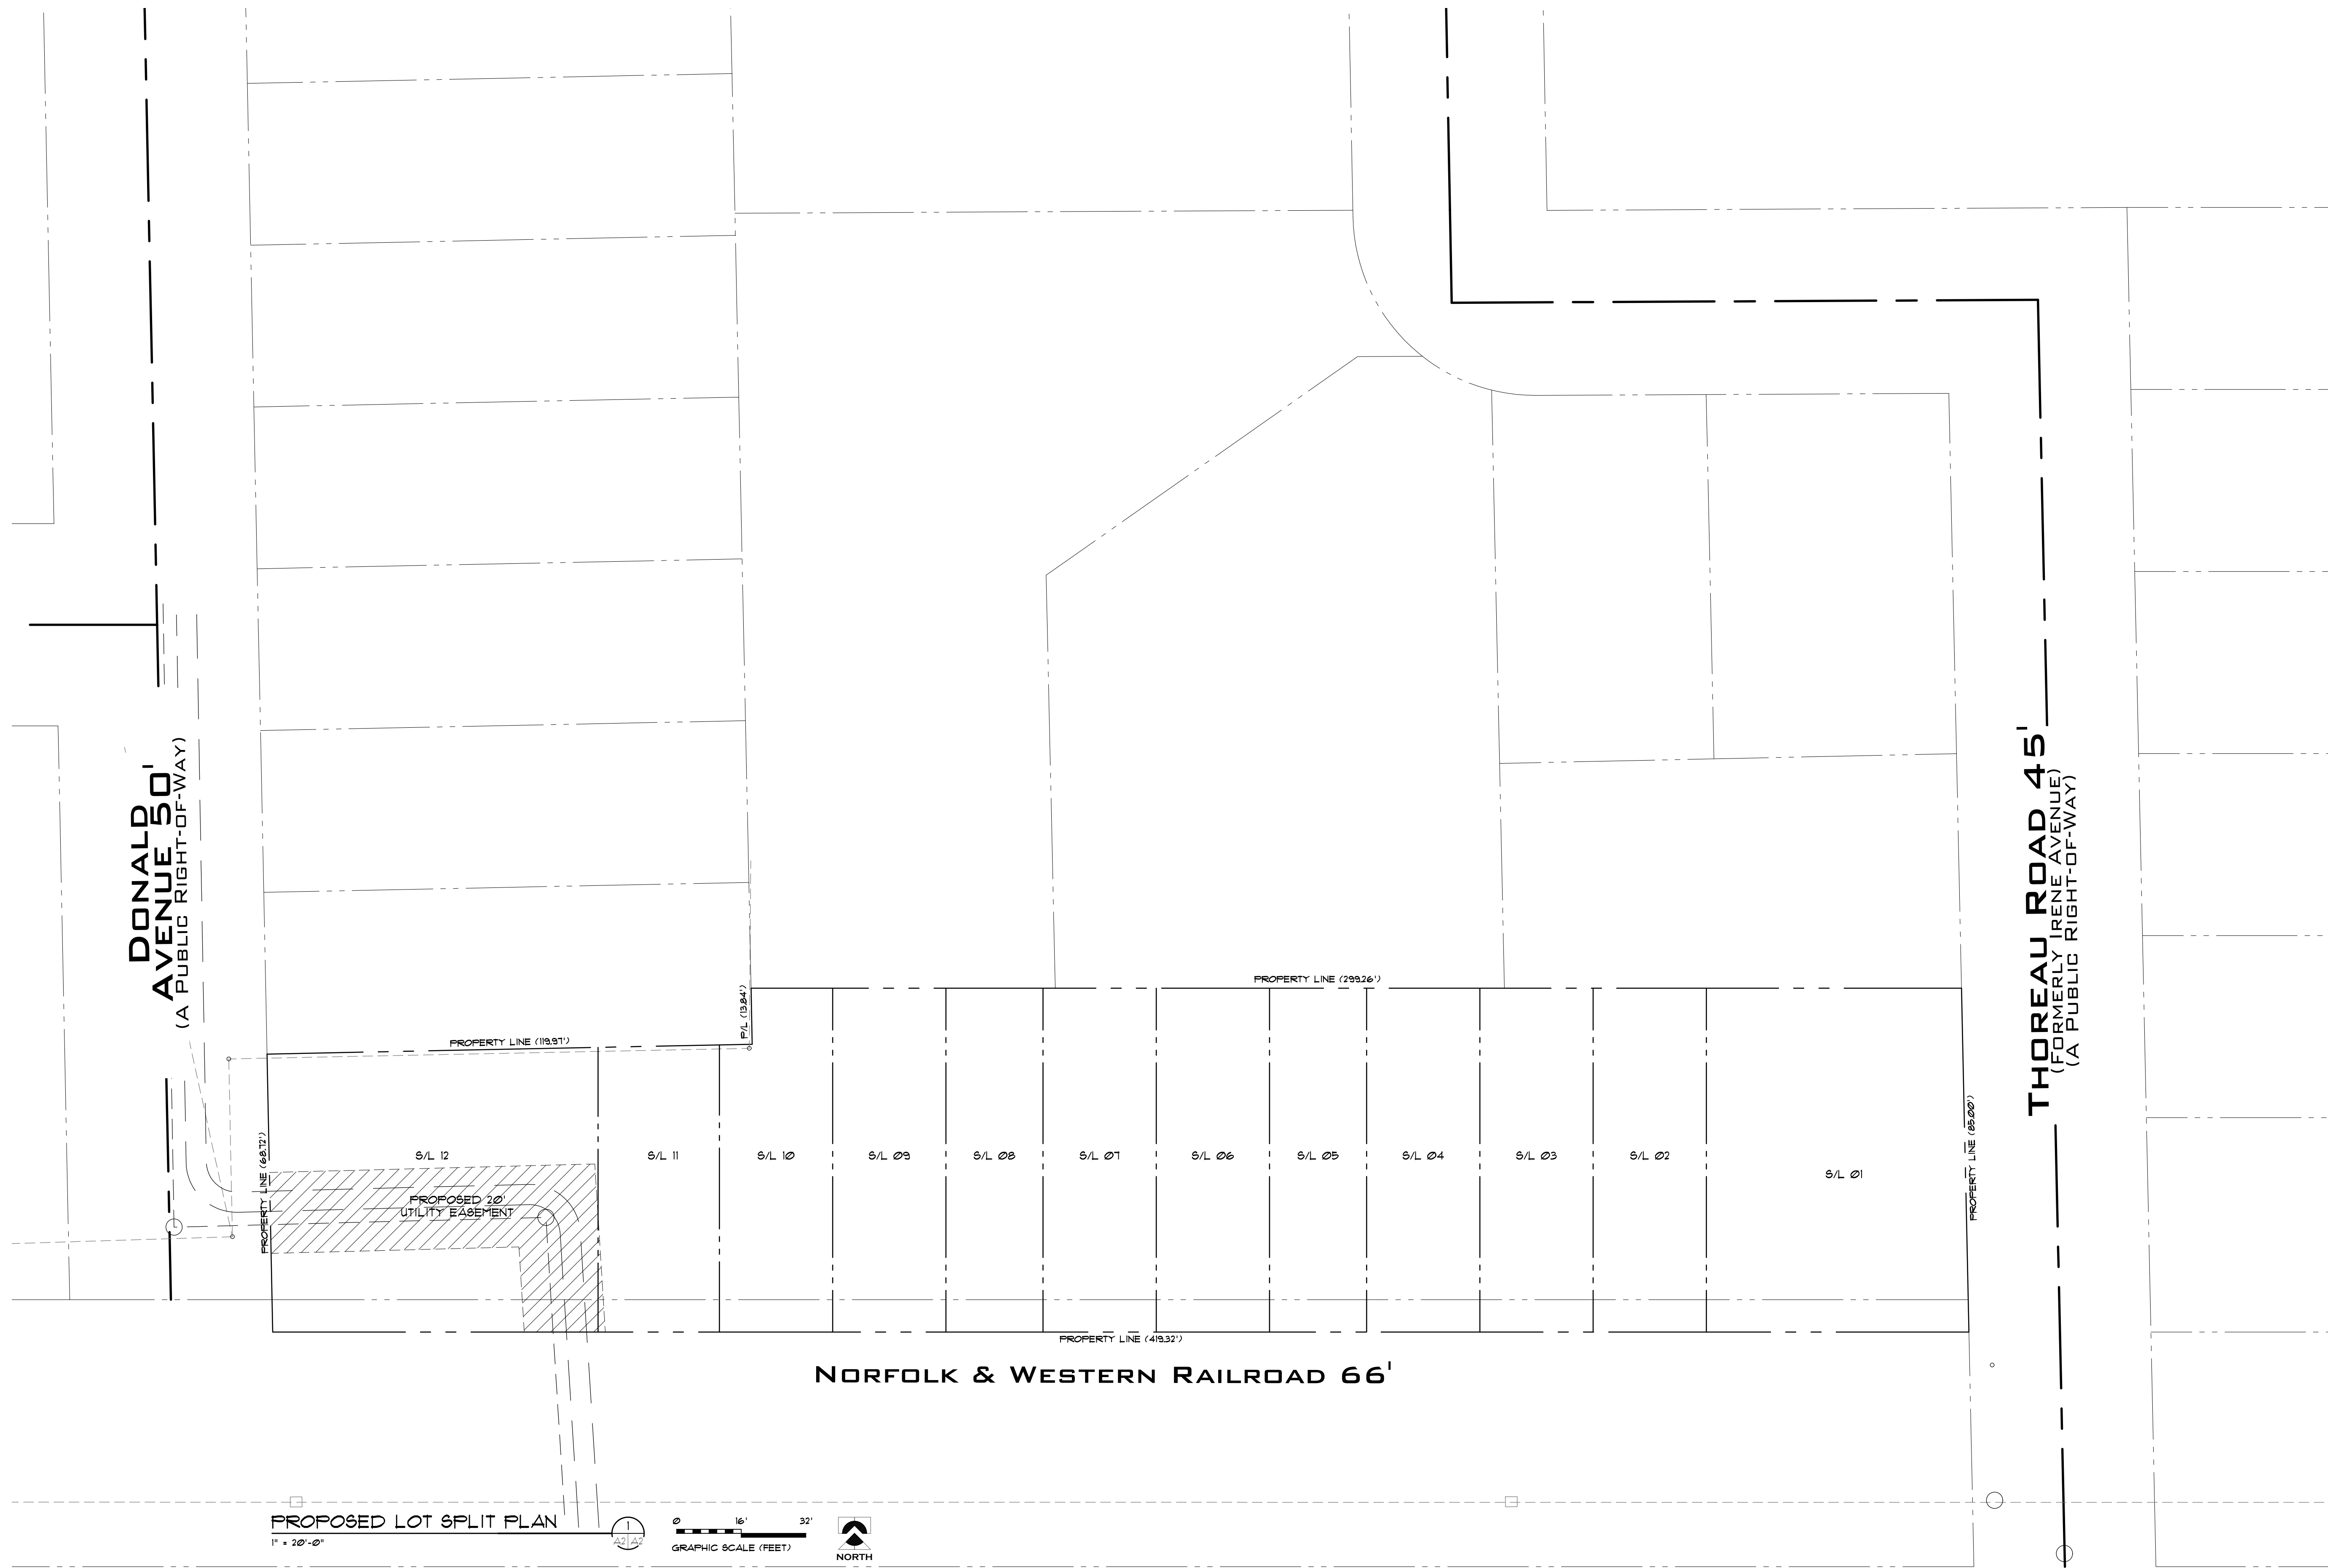 DONALD
AVENUE 50'
(A PUBLIC RIGHT-OF-WAY)
THOREAU ROAD 45'
(FORMERLY IRENE AVENUE)
(A PUBLIC RIGHT-OF-WAY)
PROPERTY LINE (299.26')
P/L (13.84')
PROPERTY LINE (119.97')
PROPERTY LINE (68.72')
PROPERTY LINE (85.00')
S/L 12
S/L 11
S/L 10
S/L 09
S/L 08
S/L 07
S/L 06
S/L 05
S/L 04
S/L 03
S/L 02
S/L 01
PROPOSED 20'
UTILITY EASEMENT
PROPERTY LINE (419.32')
NORFOLK & WESTERN RAILROAD 66'
PROPOSED LOT SPLIT PLAN
1" = 20'-0"
1
A2 A2
0 16' 32'
GRAPHIC SCALE (FEET)
NORTH